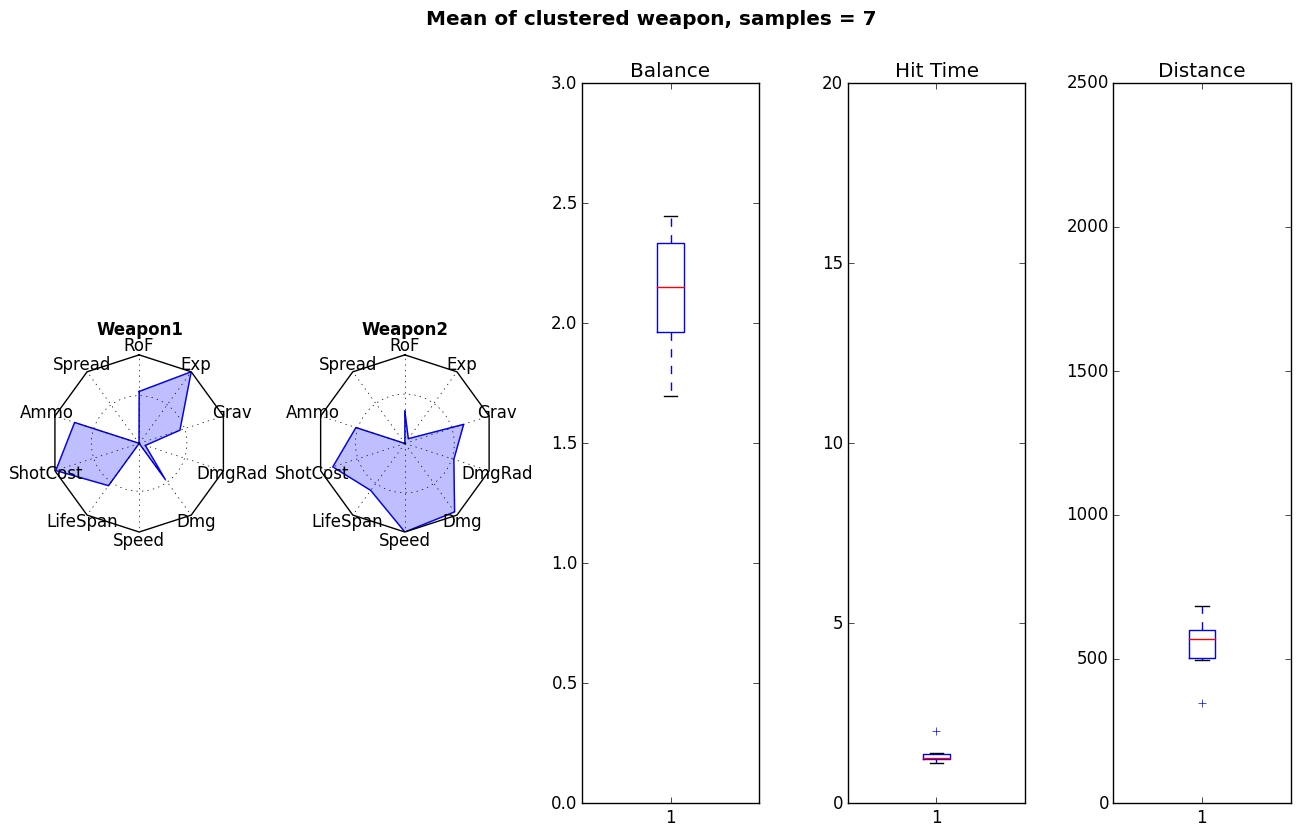 Mean of clustered weapon, samples = 7
Weapon1
RoF
Exp
Grav
DmgRad
Dmg
Speed
LifeSpan
ShotCost
Ammo
Spread
Weapon2
RoF
Exp
Grav
DmgRad
Dmg
Speed
LifeSpan
ShotCost
Ammo
Spread
Balance
3.0
2.5
2.0
1.5
1.0
0.5
0.0
1
Hit Time
20
15
10
5
0
1
Distance
2500
2000
1500
1000
500
0
1